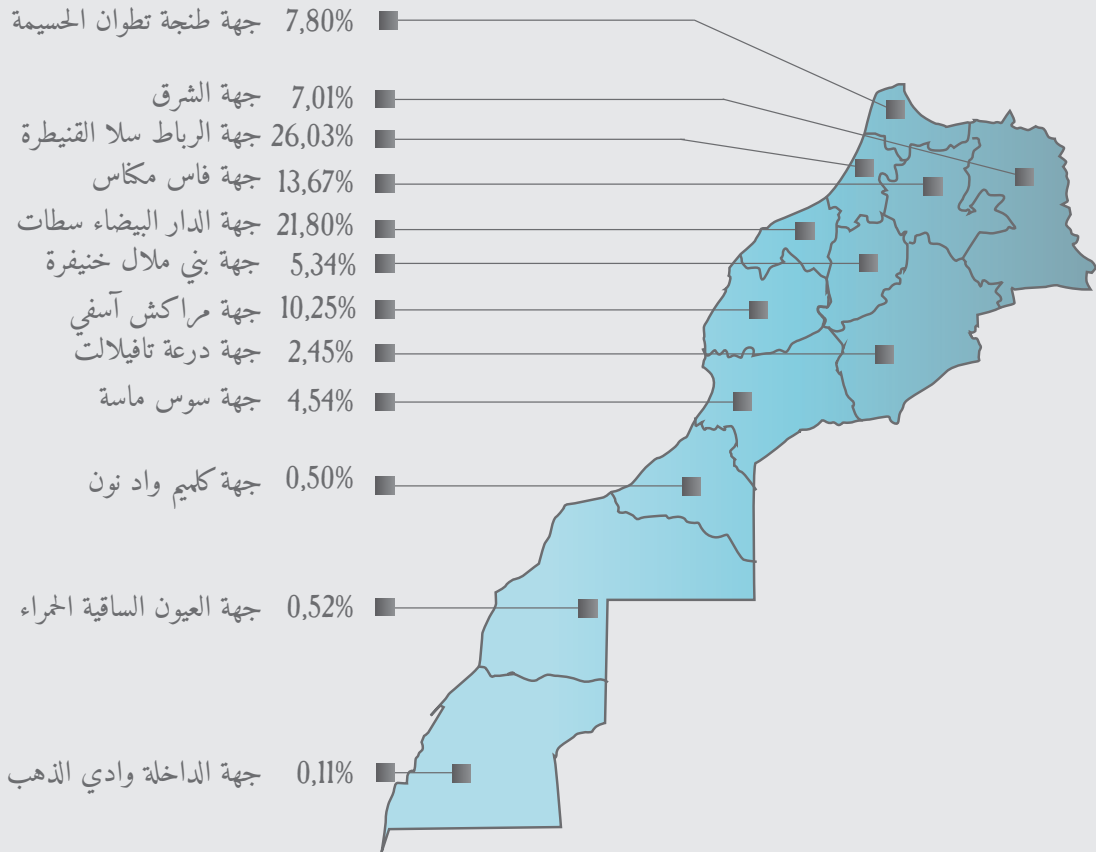 جهة طنجة تطوان الحسيمة 7,80%
جهة الشرق 7,01%
جهة الرباط سلا القنيطرة 26,03%
جهة فاس مكناس 13,67%
جهة الدار البيضاء سطات 21,80%
جهة بني ملال خنيفرة 5,34%
جهة مراكش آسفي 10,25%
جهة درعة تافيلالت 2,45%
جهة سوس ماسة 4,54%
جهة كلميم واد نون 0,50%
جهة العيون الساقية الحمراء 0,52%
جهة الداخلة وادي الذهب 0,11%